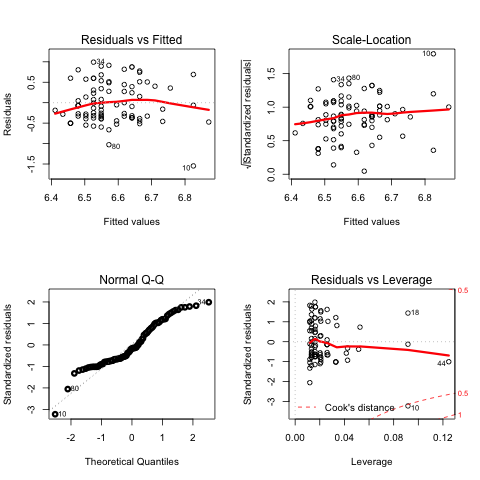 Residuals vs Fitted
Residuals
0.5
-0.5
-1.5
34
80
10
6.4 6.5 6.6 6.7 6.8
Fitted values
Scale-Location
√|Standardized residuals|
1.5
1.0
0.5
0.0
10
34 80
6.4 6.5 6.6 6.7 6.8
Fitted values
Normal Q-Q
Standardized residuals
2
1
0
-1
-2
-3
34
80
10
-2 -1 0 1 2
Theoretical Quantiles
Residuals vs Leverage
Standardized residuals
2
1
0
-1
-2
-3
0.5
18
44
0.5
Cook's distance
10
1
0.00 0.04 0.08 0.12
Leverage